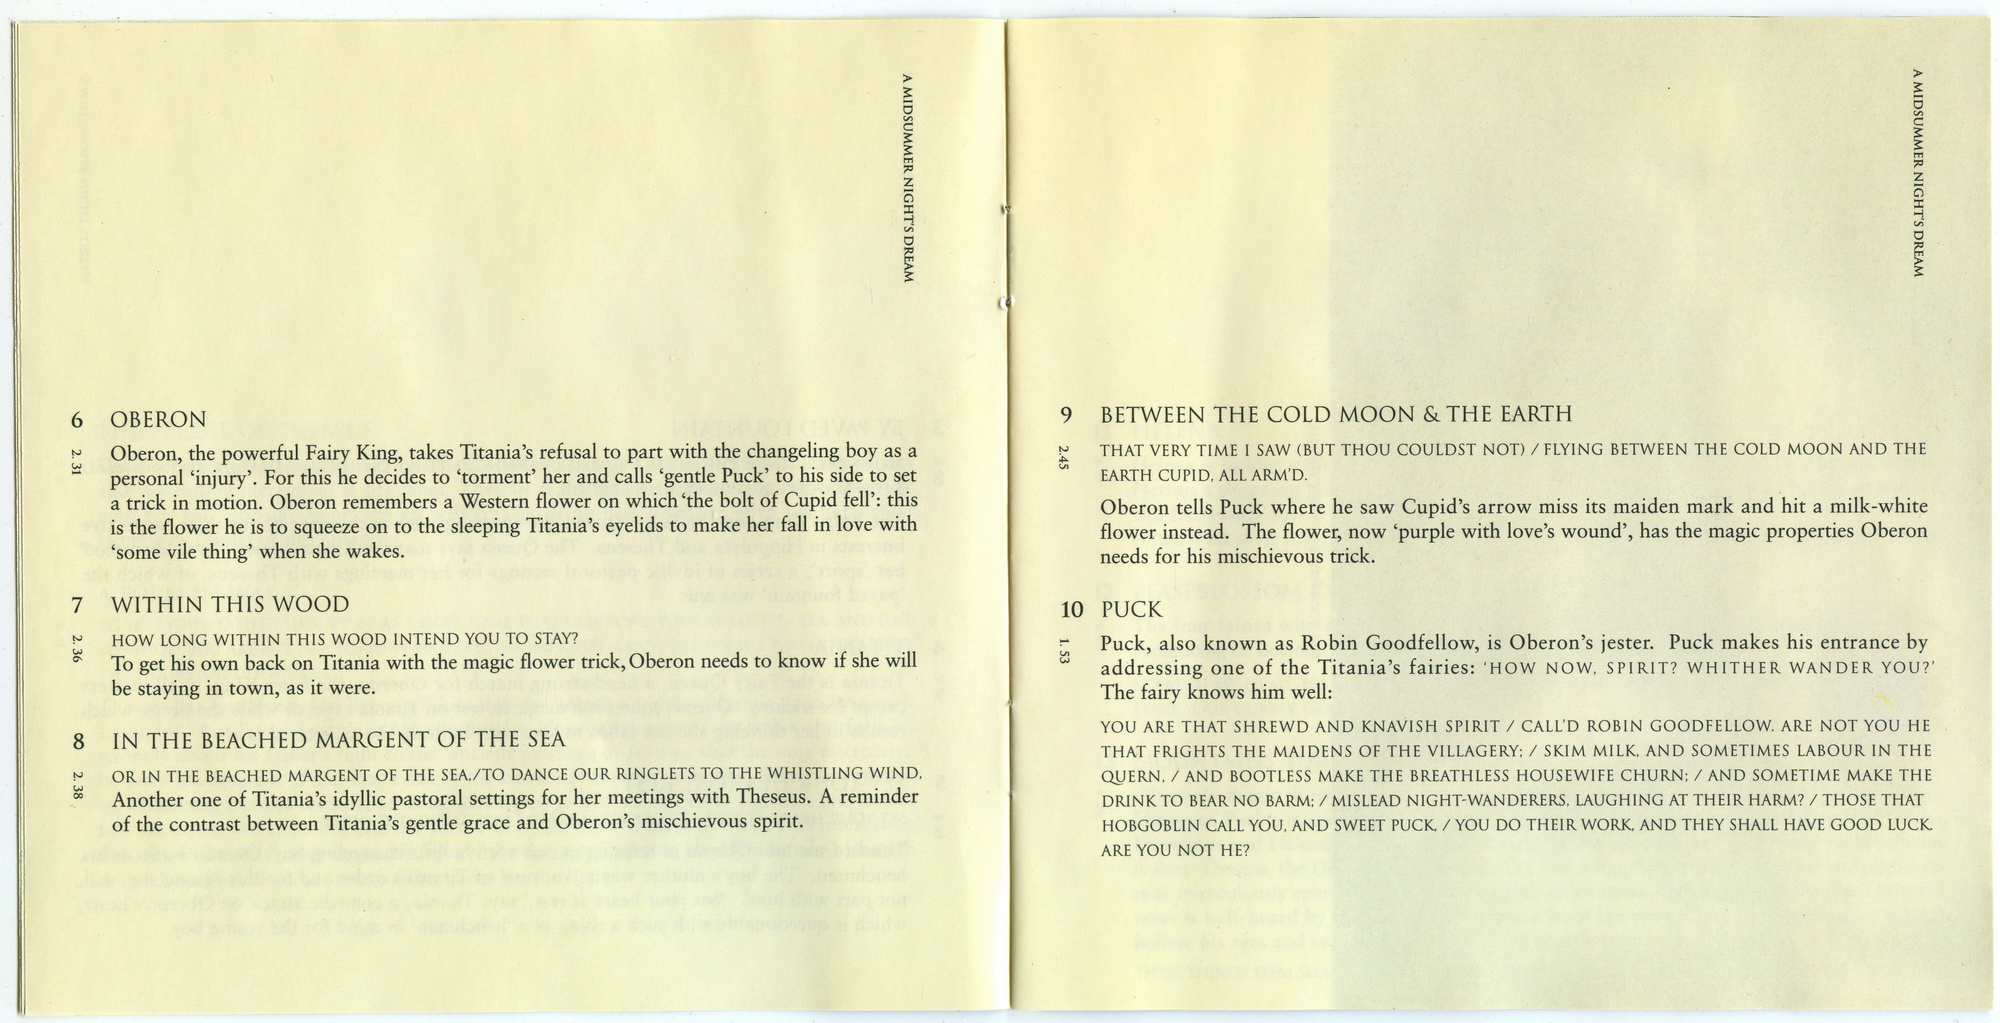 A MIDSUMMER NIGHT'S DREAM
6 OBERON
2.31
Oberon, the powerful Fairy King, takes Titania's refusal to part with the changeling boy as a
personal 'injury'. For this he decides to 'torment' her and calls 'gentle Puck' to his side to set
a trick in motion. Oberon remembers a Western flower on which 'the bolt of Cupid fell': this
is the flower he is to squeeze on to the sleeping Titania's eyelids to make her fall in love with
'some vile thing' when she wakes.
7 WITHIN THIS WOOD
2.36
HOW LONG WITHIN THIS WOOD INTEND YOU TO STAY?
To get his own back on Titania with the magic flower trick, Oberon needs to know if she will
be staying in town, as it were.
8 IN THE BEACHED MARGENT OF THE SEA
2.38
OR IN THE BEACHED MARGENT OF THE SEA,/TO DANCE OUR RINGLETS TO THE WHISTLING WIND,
Another one of Titania's idyllic pastoral settings for her meetings with Theseus. A reminder
of the contrast between Titania's gentle grace and Oberon's mischievous spirit.
A MIDSUMMER NIGHT'S DREAM
9 BETWEEN THE COLD MOON & THE EARTH
2.45
THAT VERY TIME I SAW (BUT THOU COULDST NOT) / FLYING BETWEEN THE COLD MOON AND THE
EARTH CUPID, ALL ARM'D.
Oberon tells Puck where he saw Cupid's arrow miss its maiden mark and hit a milk-white
flower instead. The flower, now 'purple with love's wound', has the magic properties Oberon
needs for his mischievous trick.
10 PUCK
1.53
Puck, also known as Robin Goodfellow, is Oberon's jester. Puck makes his entrance by
addressing one of the Titania's fairies: 'HOW NOW, SPIRIT? WHITHER WANDER YOU?'
The fairy knows him well:
YOU ARE THAT SHREWD AND KNAVISH SPIRIT / CALL'D ROBIN GOODFELLOW. ARE NOT YOU HE
THAT FRIGHTS THE MAIDENS OF THE VILLAGERY; / SKIM MILK, AND SOMETIMES LABOUR IN THE
QUERN, / AND BOOTLESS MAKE THE BREATHLESS HOUSEWIFE CHURN; / AND SOMETIME MAKE THE
DRINK TO BEAR NO BARM; / MISLEAD NIGHT-WANDERERS, LAUGHING AT THEIR HARM? / THOSE THAT
HOBGOBLIN CALL YOU, AND SWEET PUCK, / YOU DO THEIR WORK, AND THEY SHALL HAVE GOOD LUCK.
ARE YOU NOT HE?